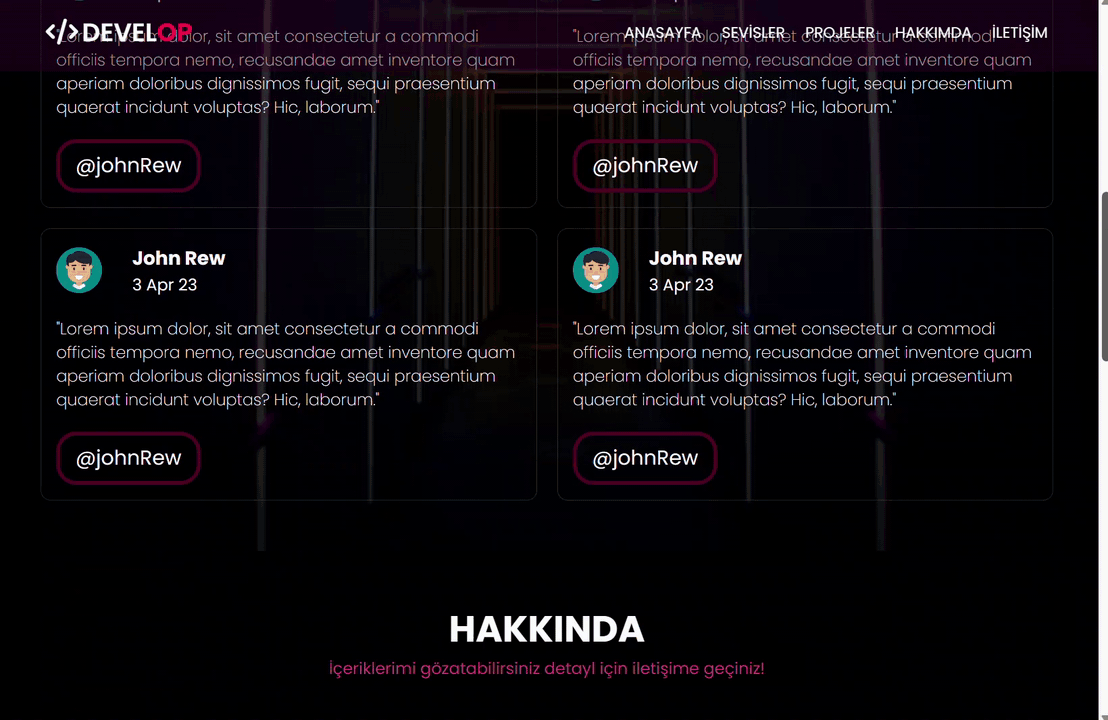 </>DEVELOP
ANASAYFA SEVİSLER PROJELER HAKKIMDA İLETİŞİM
"Lorem ipsum dolor, sit amet consectetur a commodi
officiis tempora nemo, recusandae amet inventore quam
aperiam doloribus dignissimos fugit, sequi praesentium
quaerat incidunt voluptas? Hic, laborum."
@johnRew
"Lorem ipsum dolor, sit amet consectetur a commodi
officiis tempora nemo, recusandae amet inventore quam
aperiam doloribus dignissimos fugit, sequi praesentium
quaerat incidunt voluptas? Hic, laborum."
@johnRew
John Rew
3 Apr 23
"Lorem ipsum dolor, sit amet consectetur a commodi
officiis tempora nemo, recusandae amet inventore quam
aperiam doloribus dignissimos fugit, sequi praesentium
quaerat incidunt voluptas? Hic, laborum."
@johnRew
John Rew
3 Apr 23
"Lorem ipsum dolor, sit amet consectetur a commodi
officiis tempora nemo, recusandae amet inventore quam
aperiam doloribus dignissimos fugit, sequi praesentium
quaerat incidunt voluptas? Hic, laborum."
@johnRew
HAKKINDA
İçeriklerimi gözatabilirsiniz detayl için iletişime geçiniz!